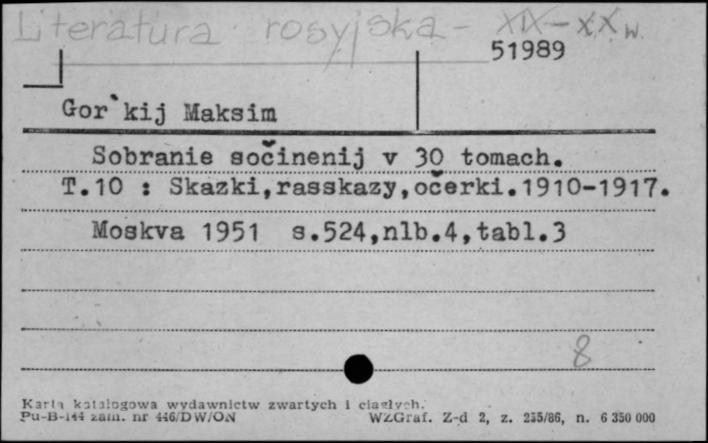 Literatura rosyjska - XIX-XX w.
51989
Gor`kij Maksim
Sobranie sočinenij v 30 tomach.
T.10 : Skazki,rasskazy,očerki.1910-1917.
Moskva 1951 s.524,nlb.4,tabl.3
8
Karta katalogowa wydawnictw zwartych i ciągłych.
Pu-B-144 zam. nr 446/DW/ON WZGraf. Z-d 2, z. 235/86, n. 6 350 000